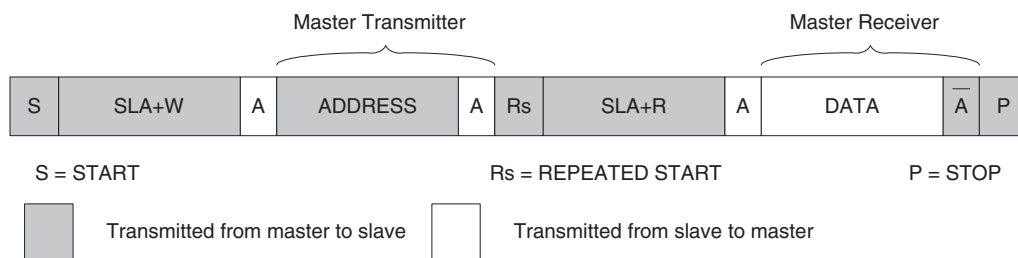 Master Transmitter Master Receiver
S SLA+W A ADDRESS A Rs SLA+R A DATA A̅ P
S = START Rs = REPEATED START P = STOP
Transmitted from master to slave Transmitted from slave to master